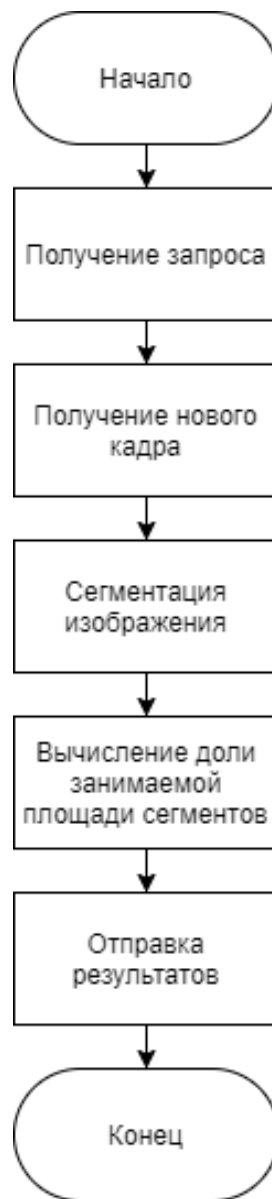 Начало
Получение запроса
Получение нового
кадра
Сегментация
изображения
Вычисление доли
занимаемой
площади сегментов
Отправка
результатов
Конец